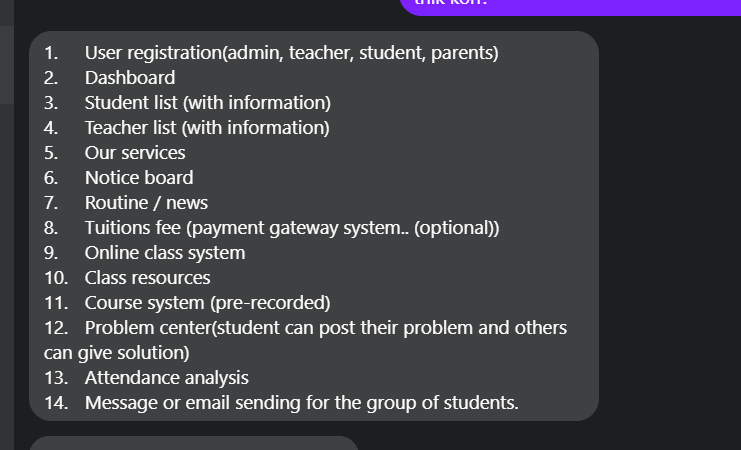 thik kori.
1. User registration(admin, teacher, student, parents)
2. Dashboard
3. Student list (with information)
4. Teacher list (with information)
5. Our services
6. Notice board
7. Routine / news
8. Tuitions fee (payment gateway system.. (optional))
9. Online class system
10. Class resources
11. Course system (pre-recorded)
12. Problem center(student can post their problem and others
can give solution)
13. Attendance analysis
14. Message or email sending for the group of students.